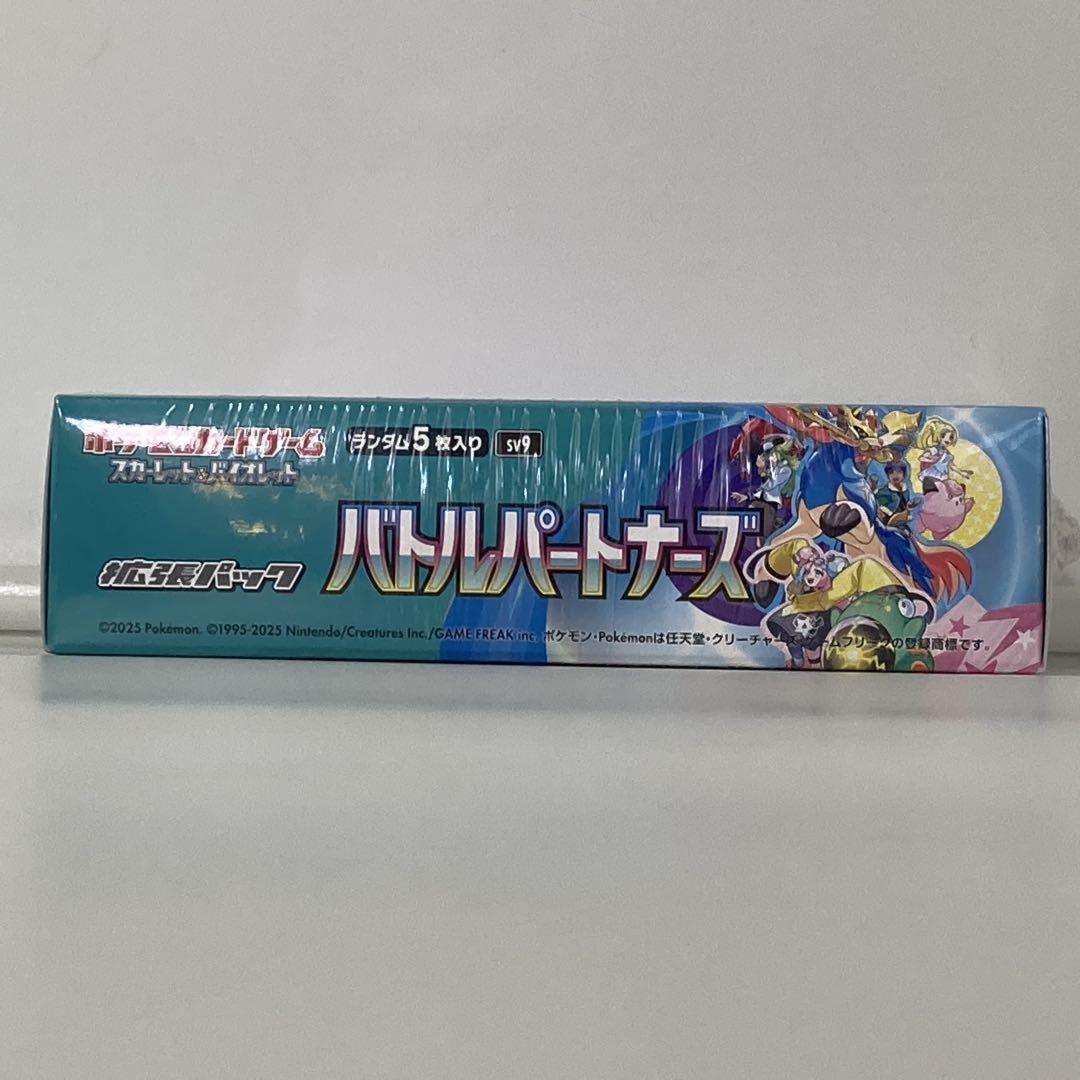 ポケモンカードゲーム
スカーレット&バイオレット
ランダム5枚入り
SV9
拡張パック
バトルパートナーズ
©2025 Pokémon. ©1995-2025 Nintendo/Creatures Inc./GAME FREAK inc. ポケモン・Pokémonは任天堂・クリーチャーズ・ゲームフリークの登録商標です。